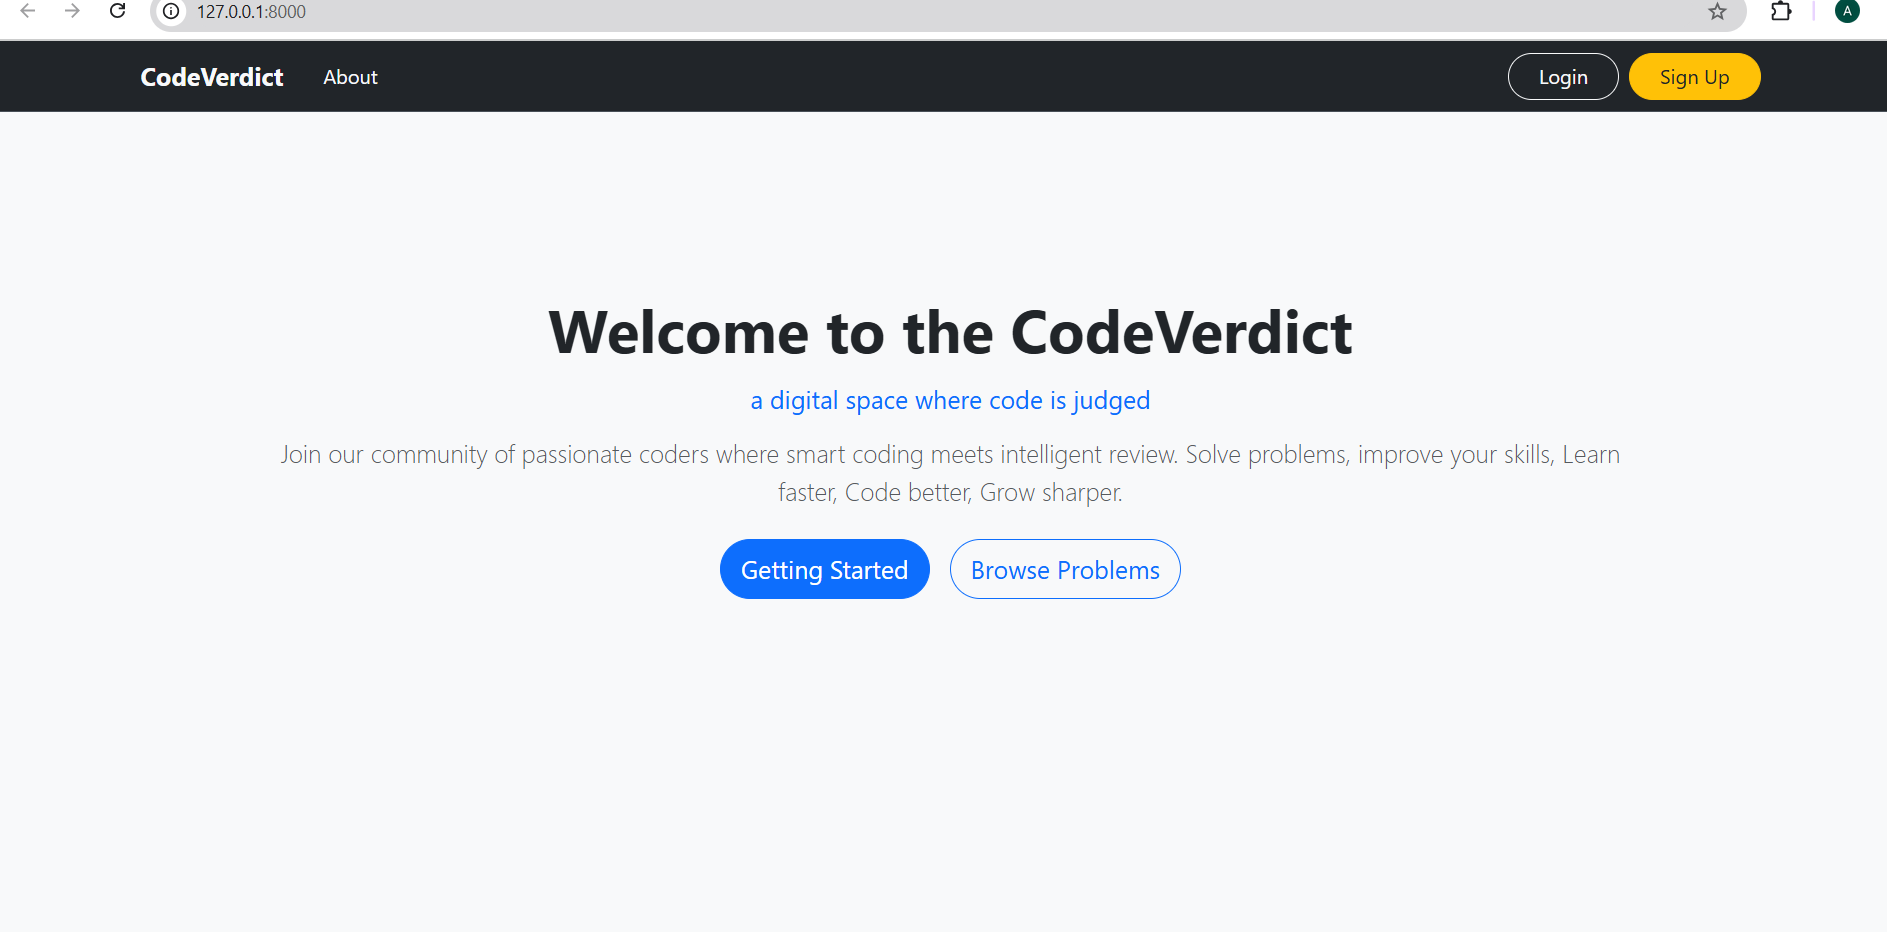 127.0.0.1:8000
A
CodeVerdict About Login Sign Up
Welcome to the CodeVerdict
a digital space where code is judged
Join our community of passionate coders where smart coding meets intelligent review. Solve problems, improve your skills, Learn
faster, Code better, Grow sharper.
Getting Started Browse Problems